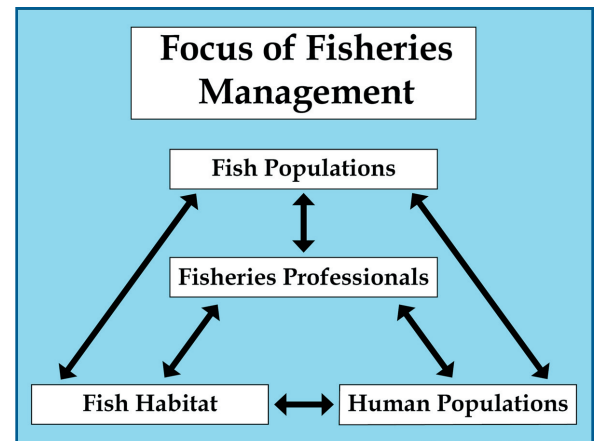 Focus of Fisheries
Management
Fish Populations
Fisheries Professionals
Fish Habitat
Human Populations